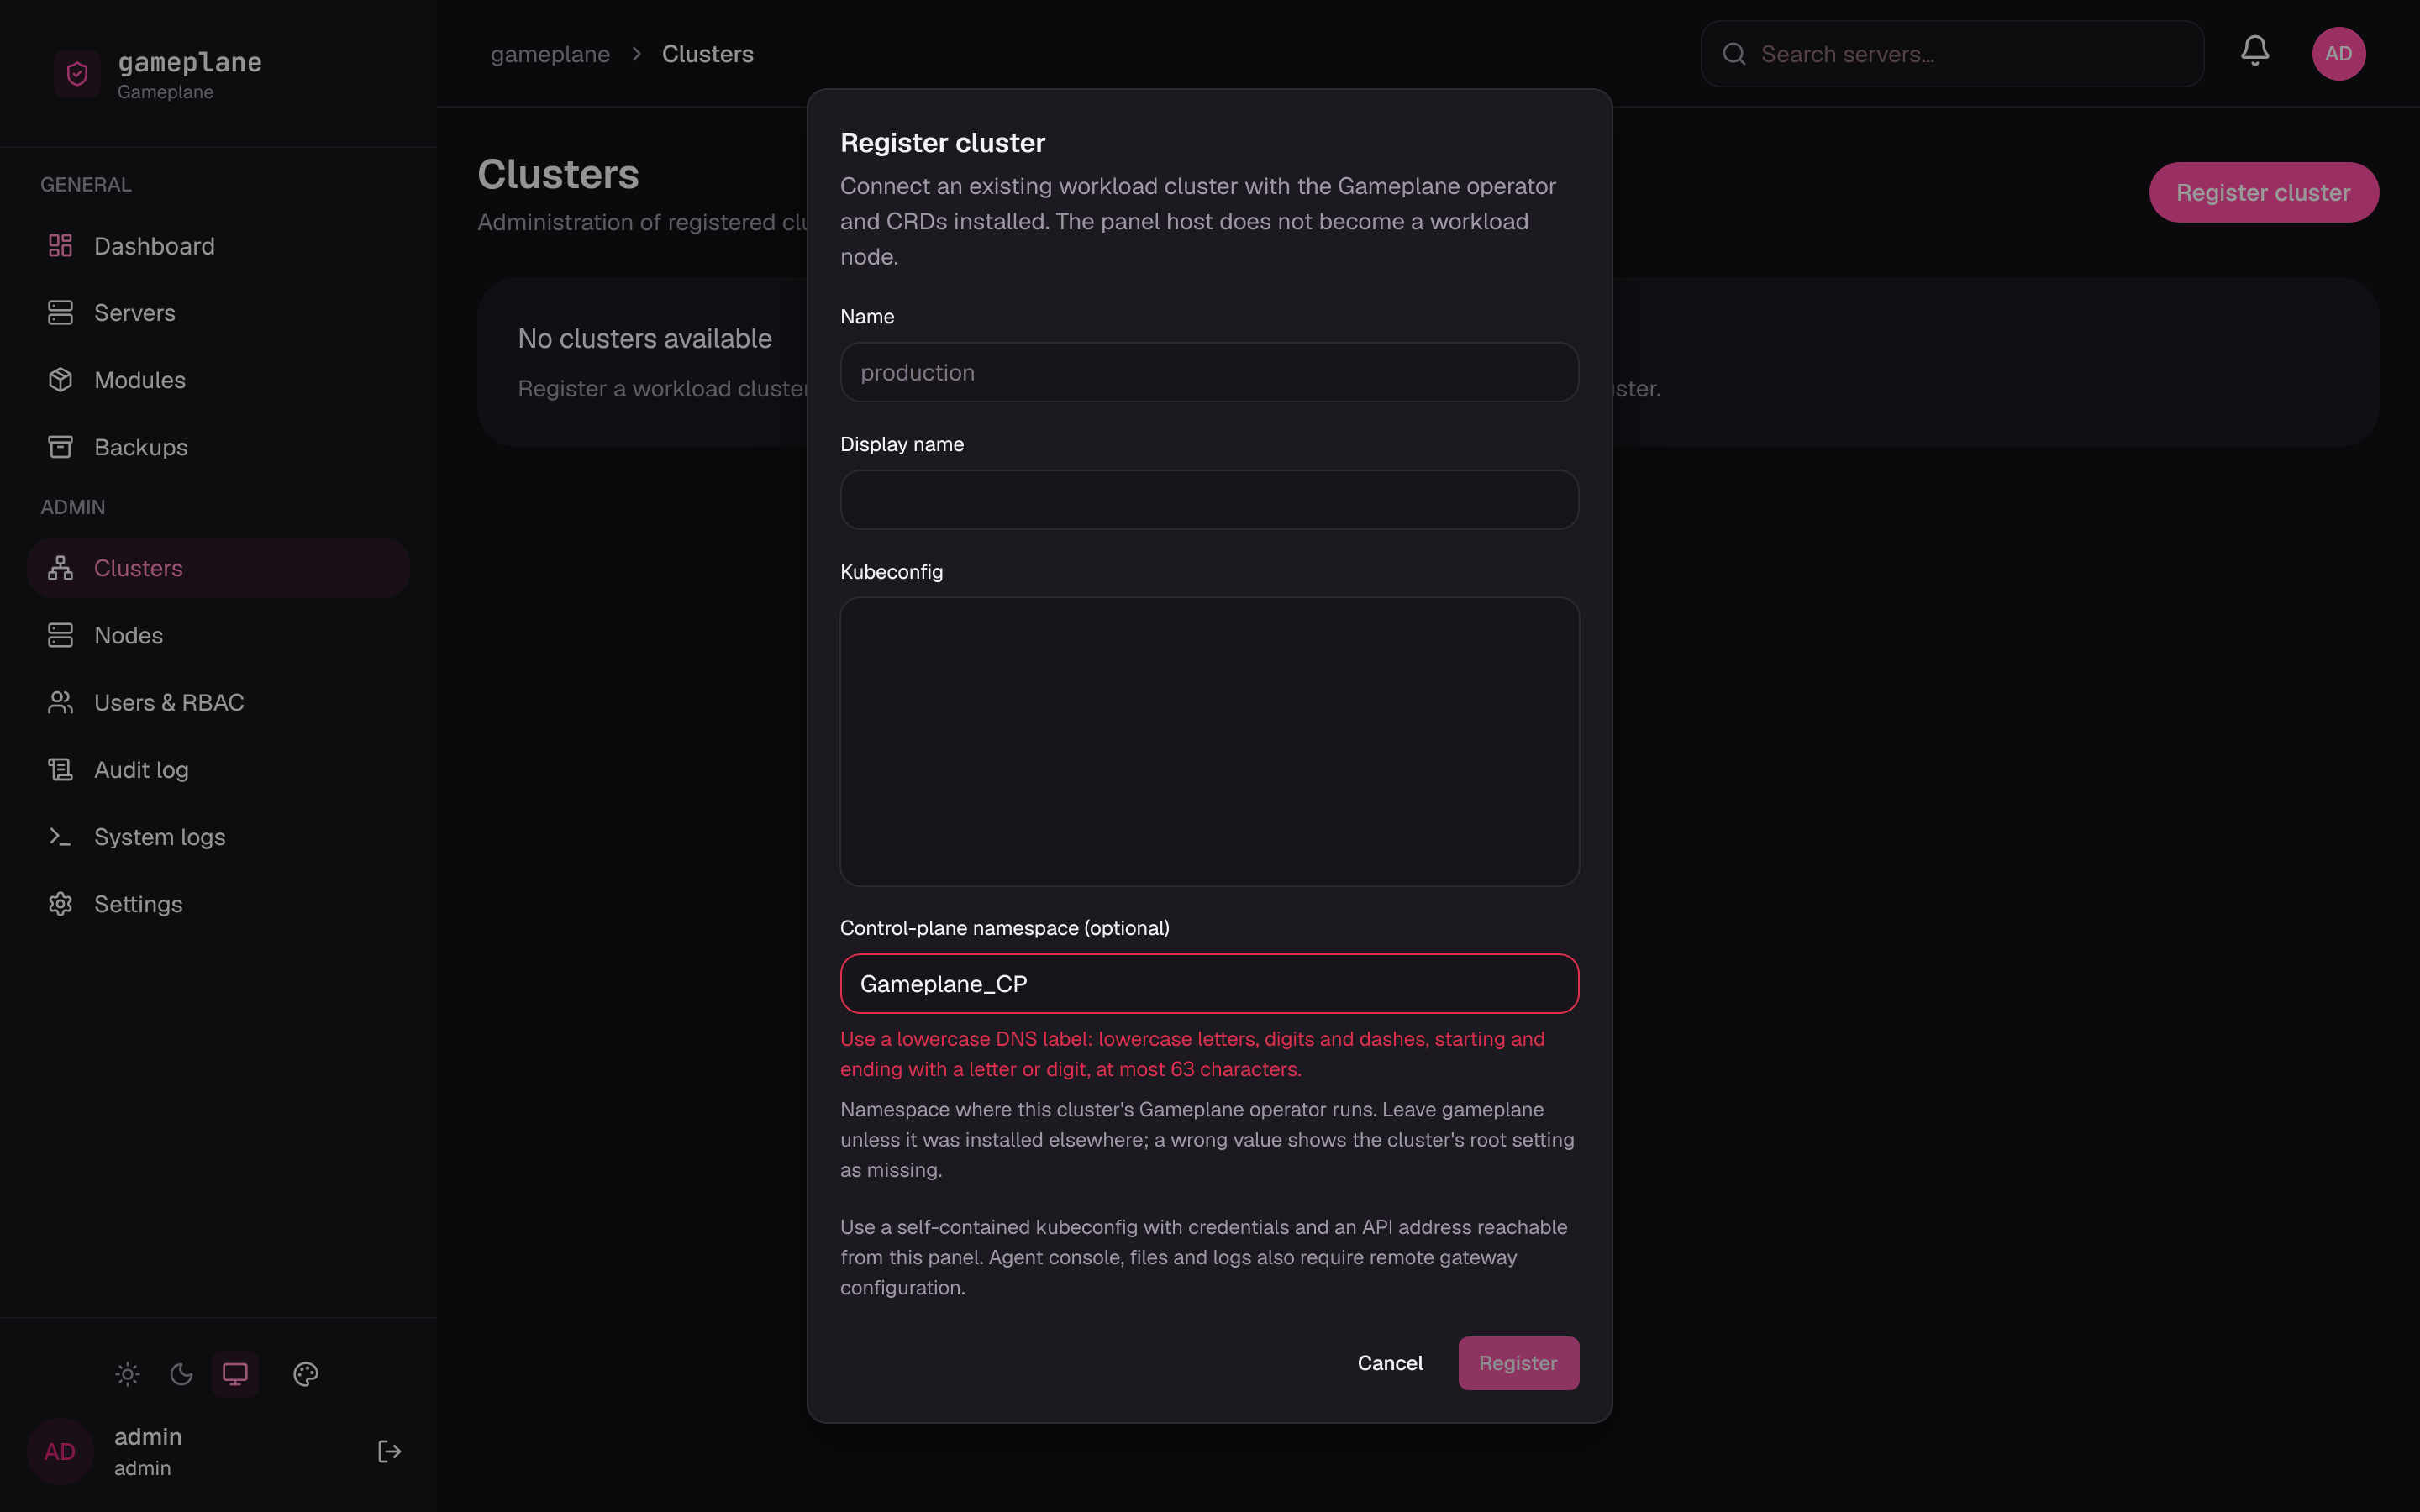 gameplane
Gameplane
GENERAL
Dashboard
Servers
Modules
Backups
ADMIN
Clusters
Nodes
Users & RBAC
Audit log
System logs
Settings
AD
admin
admin
gameplane > Clusters
Search servers...
AD
Clusters
Administration of registered clu
Register cluster
No clusters available
Register a workload cluster
ster.
Register cluster
Connect an existing workload cluster with the Gameplane operator
and CRDs installed. The panel host does not become a workload
node.
Name
production
Display name
Kubeconfig
Control-plane namespace (optional)
Gameplane_CP
Use a lowercase DNS label: lowercase letters, digits and dashes, starting and
ending with a letter or digit, at most 63 characters.
Namespace where this cluster's Gameplane operator runs. Leave gameplane
unless it was installed elsewhere; a wrong value shows the cluster's root setting
as missing.
Use a self-contained kubeconfig with credentials and an API address reachable
from this panel. Agent console, files and logs also require remote gateway
configuration.
Cancel
Register